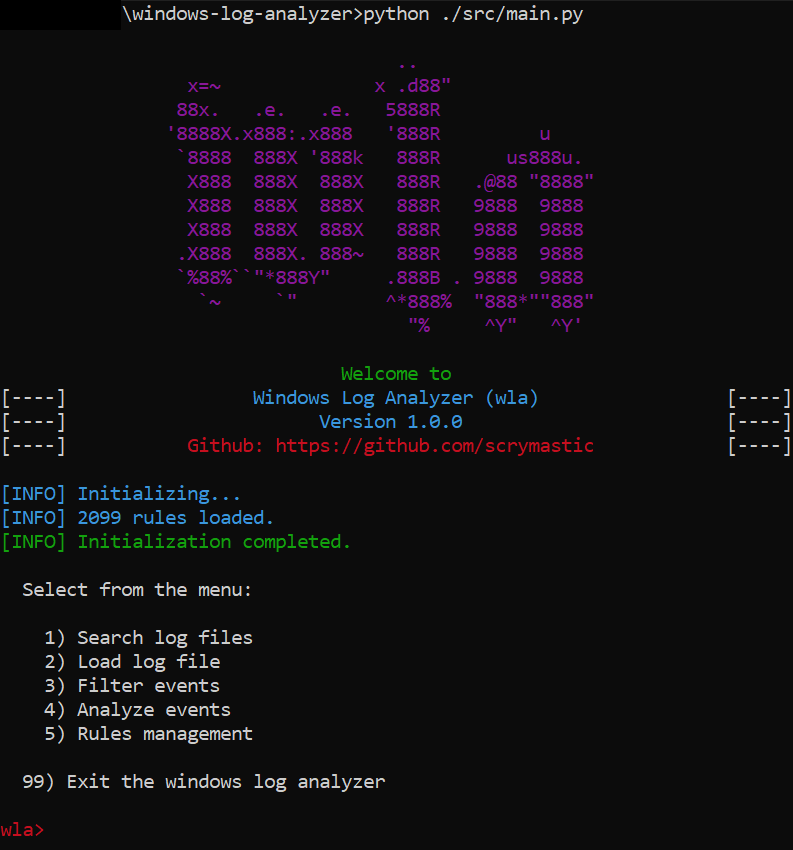 \windows-log-analyzer>python ./src/main.py
                                    ..
                 x=~              x .d88"
                88x.   .e.   .e.   5888R
               '8888X.x888:.x888   '888R         u
                `8888  888X '888k   888R      us888u.
                 X888  888X  888X   888R   .@88 "8888"
                 X888  888X  888X   888R   9888  9888
                 X888  888X  888X   888R   9888  9888
                .X888  888X. 888~   888R   9888  9888
                `%88%``"*888Y"     .888B . 9888  9888
                  `~     `"        ^*888%  "888*""888"
                                     "%     ^Y"   ^Y'
Welcome to
[----] Windows Log Analyzer (wla) [----]
[----] Version 1.0.0 [----]
[----] Github: https://github.com/scrymastic [----]
[INFO] Initializing...
[INFO] 2099 rules loaded.
[INFO] Initialization completed.
Select from the menu:
1) Search log files
2) Load log file
3) Filter events
4) Analyze events
5) Rules management
99) Exit the windows log analyzer
wla>